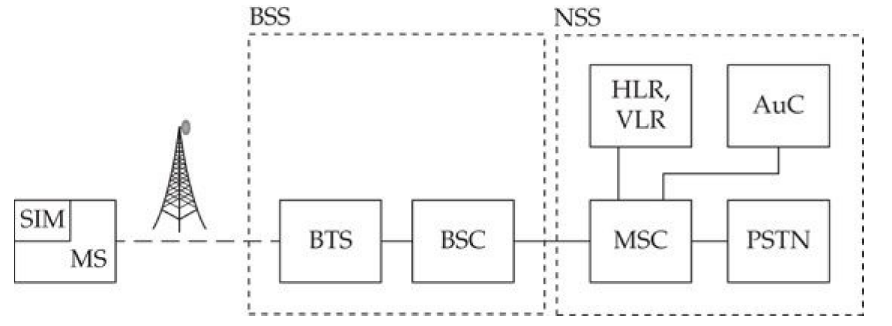 BSS
NSS
HLR,
VLR
AuC
SIM
MS
BTS
BSC
MSC
PSTN